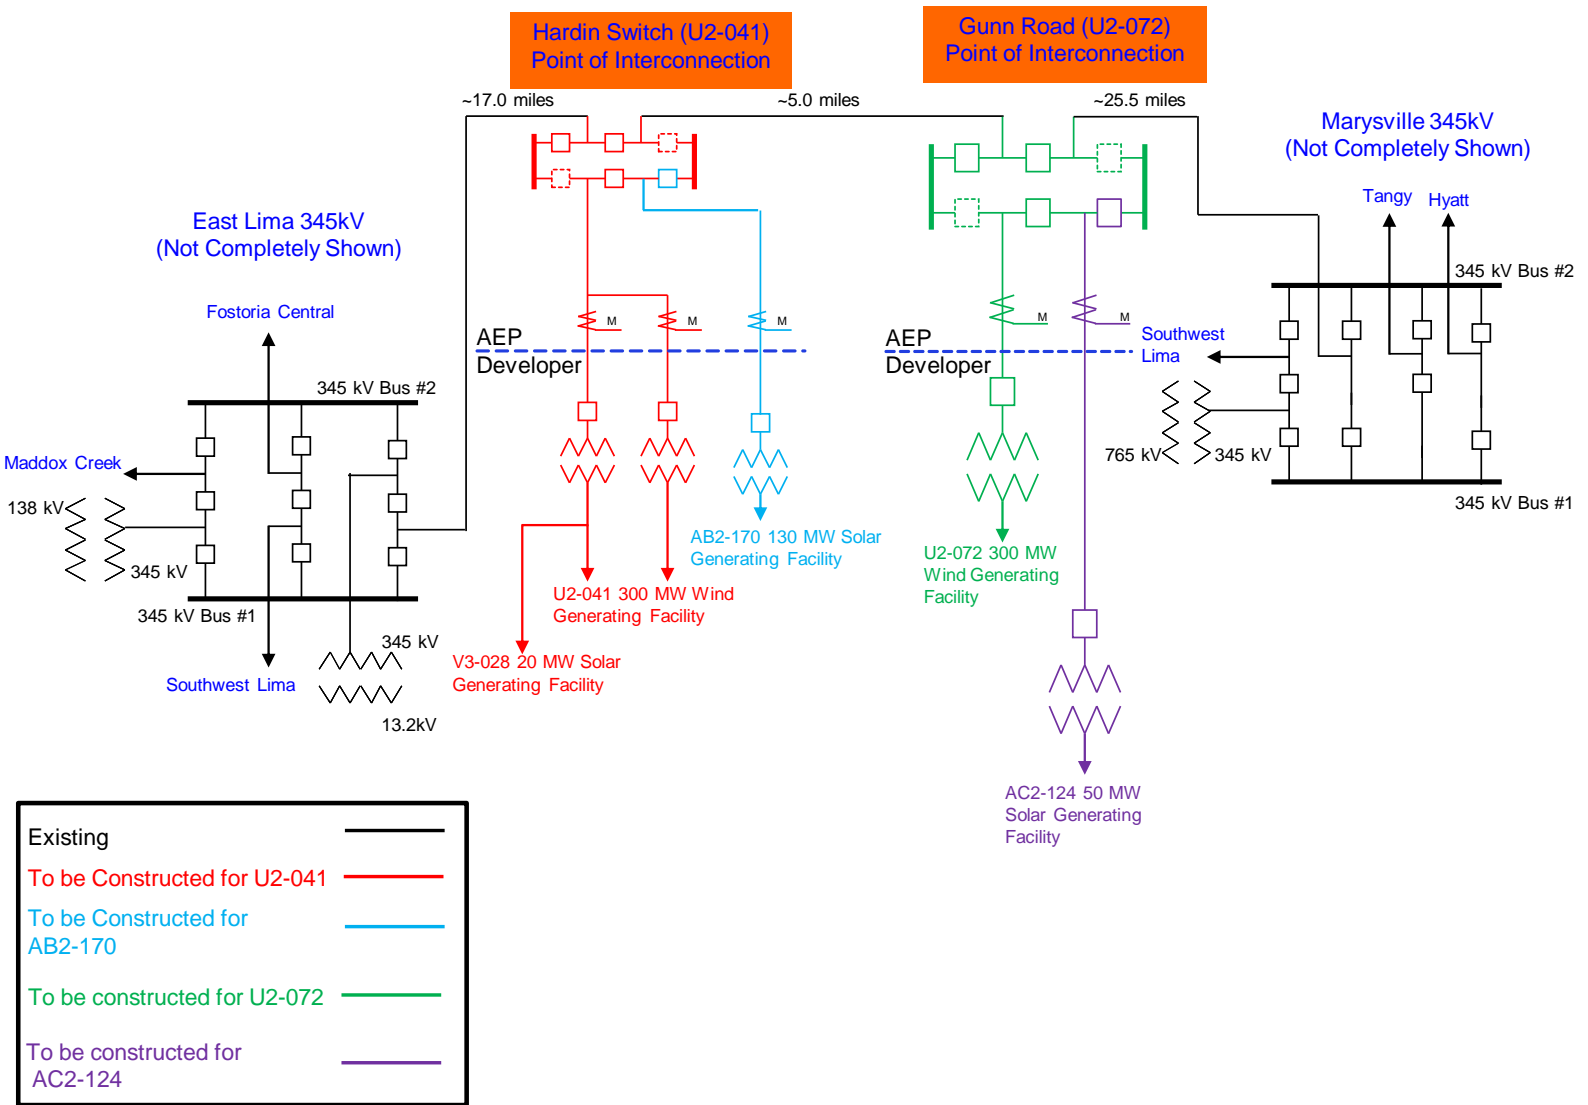 Hardin Switch (U2-041)
Point of Interconnection
Gunn Road (U2-072)
Point of Interconnection
~17.0 miles
~5.0 miles
~25.5 miles
Marysville 345kV
(Not Completely Shown)
Tangy
Hyatt
East Lima 345kV
(Not Completely Shown)
345 kV Bus #2
Fostoria Central
M
M
M
M
M
AEP
Developer
AEP
Developer
Southwest
Lima
345 kV Bus #2
Maddox Creek
138 kV
345 kV
765 kV
345 kV
345 kV Bus #1
AB2-170 130 MW Solar
Generating Facility
U2-072 300 MW
Wind Generating
Facility
U2-041 300 MW Wind
Generating Facility
345 kV Bus #1
345 kV
V3-028 20 MW Solar
Generating Facility
Southwest Lima
13.2kV
AC2-124 50 MW
Solar Generating
Facility
Existing
To be Constructed for U2-041
To be Constructed for
AB2-170
To be constructed for U2-072
To be constructed for
AC2-124